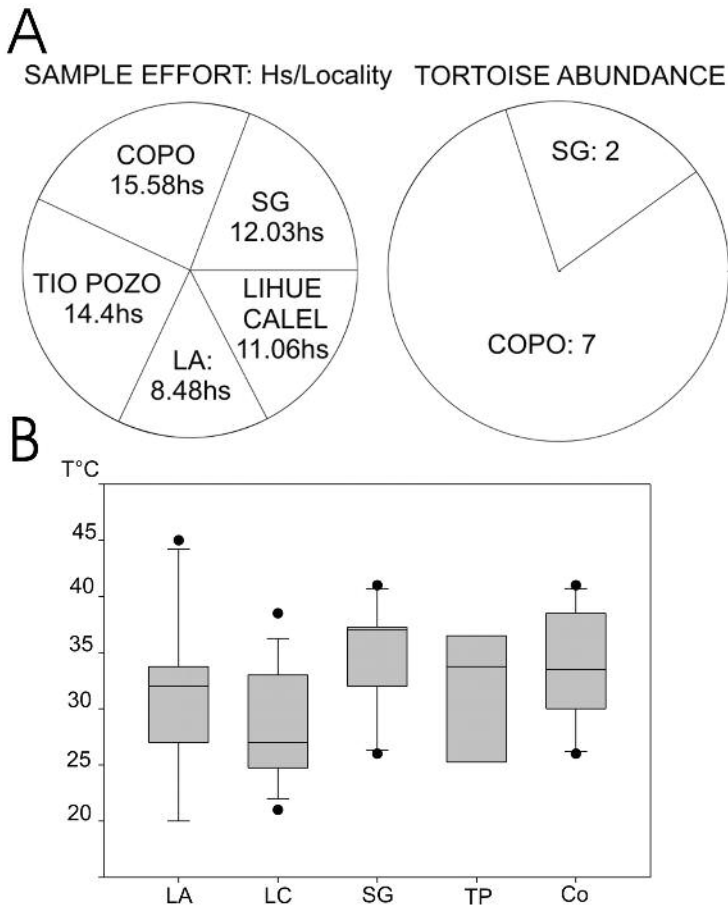 A
SAMPLE EFFORT: Hs/Locality
TORTOISE ABUNDANCE
COPO
15.58hs
SG
12.03hs
TIO POZO
14.4hs
LIHUE
CALEL
11.06hs
LA:
8.48hs
SG: 2
COPO: 7
B
T°C
45
40
35
30
25
20
LA
LC
SG
TP
Co